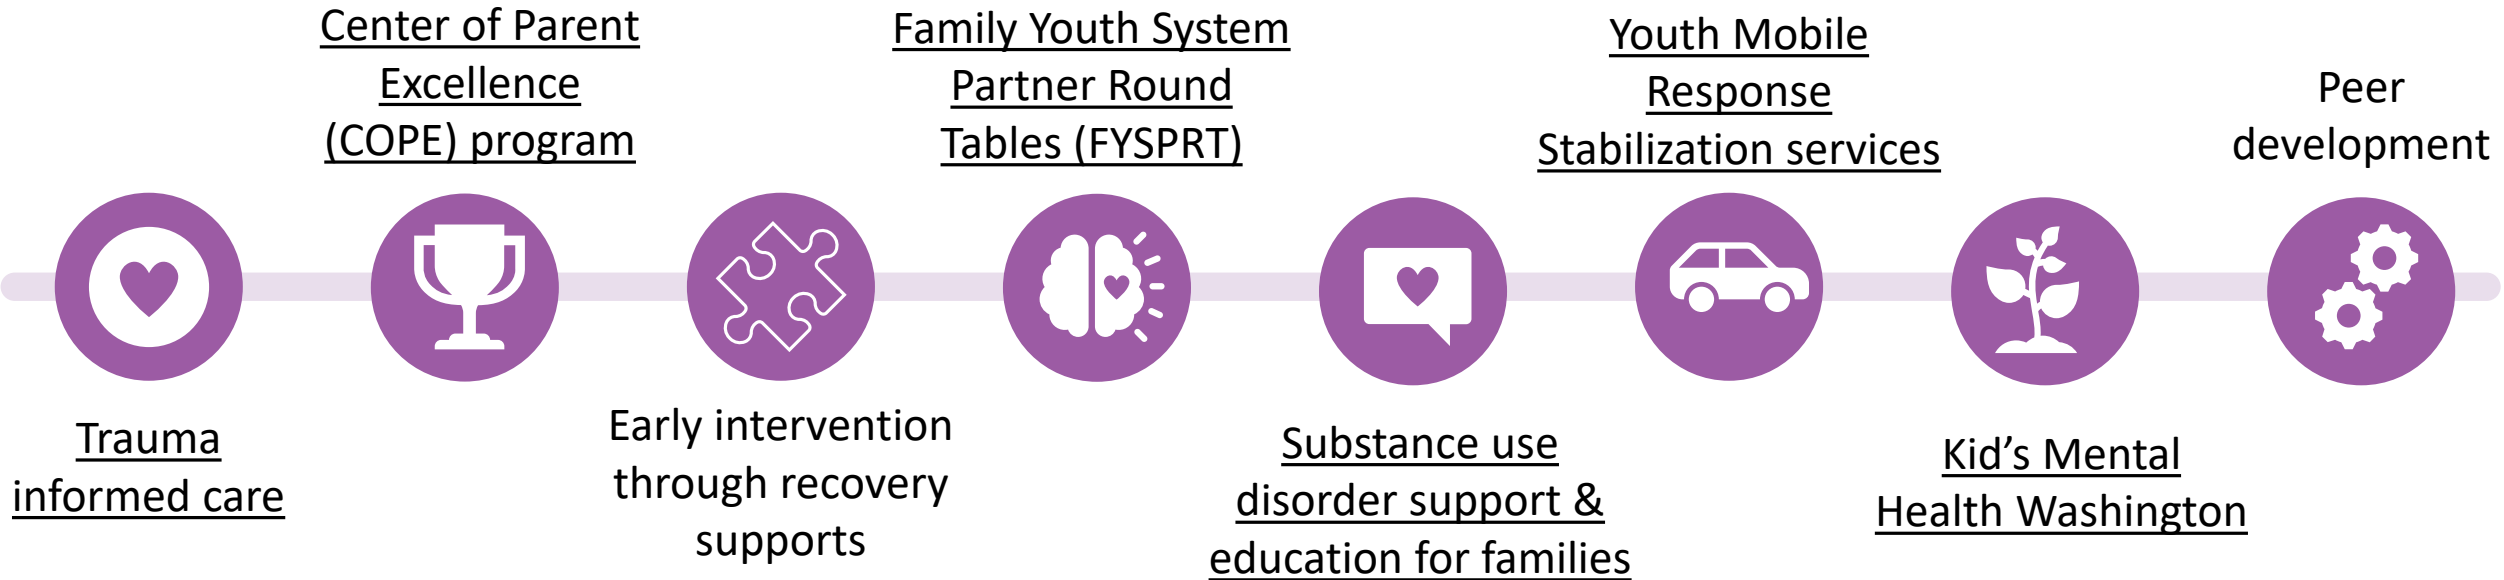 Trauma
informed care
Center of Parent
Excellence
(COPE) program
Early intervention
through recovery
supports
Family Youth System
Partner Round
Tables (FYSPRT)
Substance use
disorder support &
education for families
Youth Mobile
Response
Stabilization services
Kid’s Mental
Health Washington
Peer
development